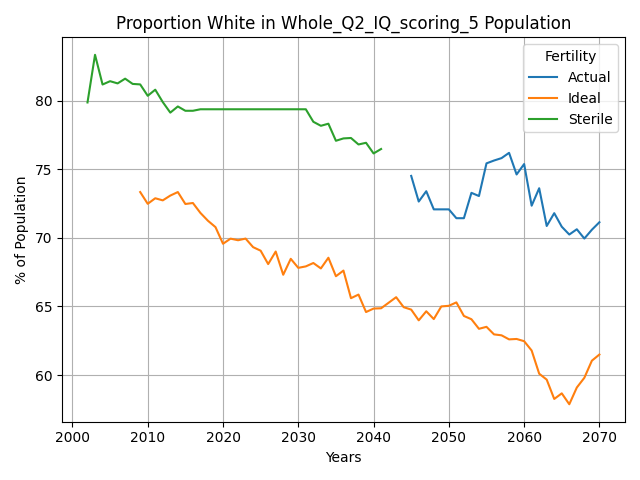 Proportion White in Whole_Q2_IQ_scoring_5 Population
Fertility
Actual
Ideal
Sterile
% of Population
80
75
70
65
60
2000
2010
2020
2030
2040
2050
2060
2070
Years